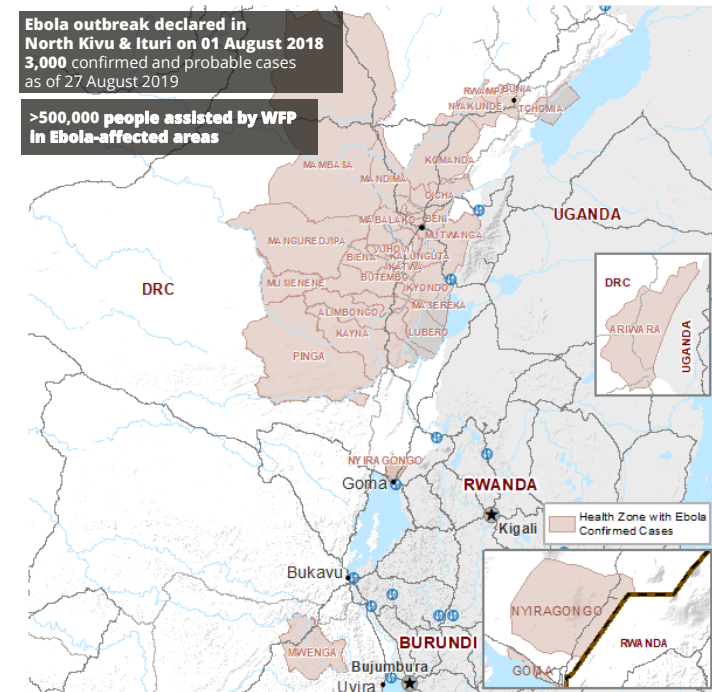 Ebola outbreak declared in
North Kivu & Ituri on 01 August 2018
3,000 confirmed and probable cases
as of 27 August 2019
>500,000 people assisted by WFP
in Ebola-affected areas
BUNIA
NYAKUNDE
TCHOMIA
KOMANDA
MAMBASA
MANDIMA
OICHA
MABALAKO
BENI
MUTWANGA
UGANDA
MANGUREDJIPA
VUHOVI
BIENA
KALUNGUTA
KATWA
BUTEMBO
DRC
MUSIENENE
KYONDO
MASEREKA
ALIMBONGO
KAYNA
LUBERO
PINGA
DRC
ARIWARA
UGANDA
NYIRAGONGO
Goma
RWANDA
Kigali
Health Zone with Ebola
Confirmed Cases
Bukavu
MWENGA
BURUNDI
Bujumbura
Uvira
NYIRAGONGO
RWANDA
GOMA